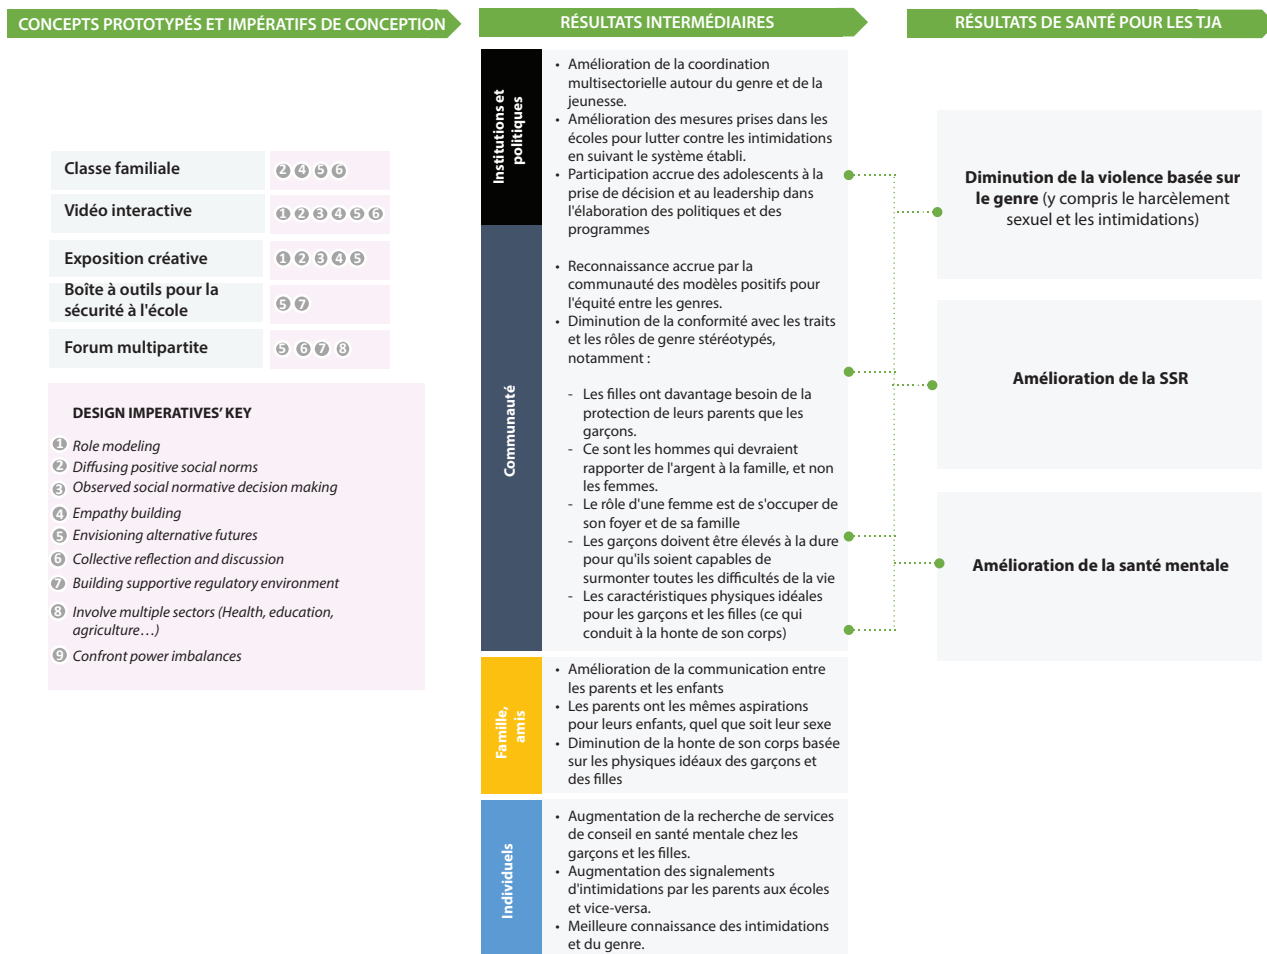 CONCEPTS PROTOTYPÉS ET IMPÉRATIFS DE CONCEPTION
Classe familiale
2 4 5 6
Vidéo interactive
1 2 3 4 5 6
Exposition créative
1 2 3 4 5
Boîte à outils pour la
sécurité à l'école
5 7
Forum multipartite
5 6 7 8
DESIGN IMPERATIVES' KEY
1 Role modeling
2 Diffusing positive social norms
3 Observed social normative decision making
4 Empathy building
5 Envisioning alternative futures
6 Collective reflection and discussion
7 Building supportive regulatory environment
8 Involve multiple sectors (Health, education,
agriculture…)
9 Confront power imbalances
RÉSULTATS INTERMÉDIAIRES
Institutions et
politiques
• Amélioration de la coordination
multisectorielle autour du genre et de la
jeunesse.
• Amélioration des mesures prises dans les
écoles pour lutter contre les intimidations
en suivant le système établi.
• Participation accrue des adolescents à la
prise de décision et au leadership dans
l'élaboration des politiques et des
programmes
Communauté
• Reconnaissance accrue par la
communauté des modèles positifs pour
l'équité entre les genres.
• Diminution de la conformité avec les traits
et les rôles de genre stéréotypés,
notamment :
- Les filles ont davantage besoin de la
protection de leurs parents que les
garçons.
- Ce sont les hommes qui devraient
rapporter de l'argent à la famille, et non
les femmes.
- Le rôle d'une femme est de s'occuper de
son foyer et de sa famille
- Les garçons doivent être élevés à la dure
pour qu'ils soient capables de
surmonter toutes les difficultés de la vie
- Les caractéristiques physiques idéales
pour les garçons et les filles (ce qui
conduit à la honte de son corps)
Famille,
amis
• Amélioration de la communication entre
les parents et les enfants
• Les parents ont les mêmes aspirations
pour leurs enfants, quel que soit leur sexe
• Diminution de la honte de son corps basée
sur les physiques idéaux des garçons et
des filles
Individuels
• Augmentation de la recherche de services
de conseil en santé mentale chez les
garçons et les filles.
• Augmentation des signalements
d'intimidations par les parents aux écoles
et vice-versa.
• Meilleure connaissance des intimidations
et du genre.
RÉSULTATS DE SANTÉ POUR LES TJA
Diminution de la violence basée sur
le genre (y compris le harcèlement
sexuel et les intimidations)
Amélioration de la SSR
Amélioration de la santé mentale